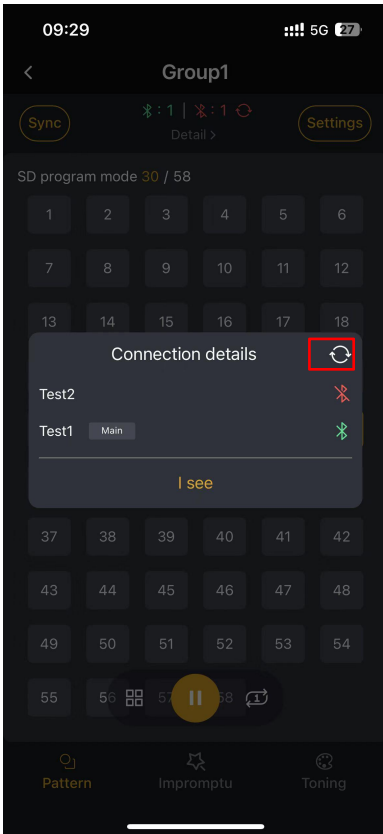 09:29 5G 27
Group1
Sync :1 | :1 Settings
Detail >
SD program mode 30 / 58
1 2 3 4 5 6
7 8 9 10 11 12
13 14 15 16 17 18
Connection details
Test2
Test1 Main
I see
37 38 39 40 41 42
43 44 45 46 47 48
49 50 51 52 53 54
55 56 57 58
Pattern Impromptu Toning